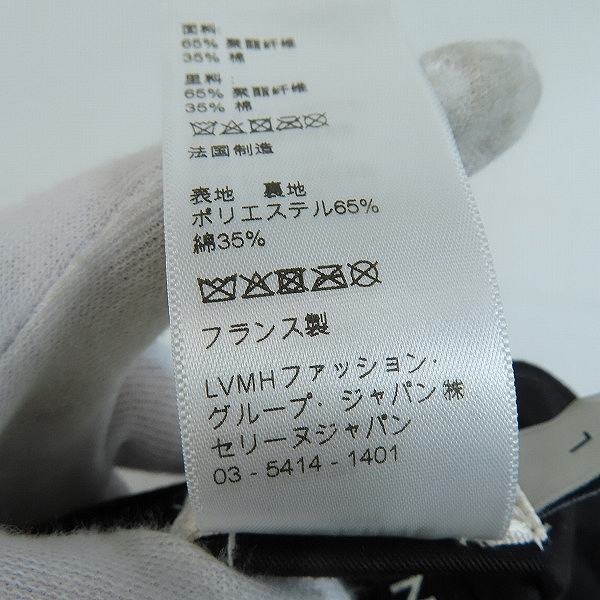 面料:
65% 聚酯纤维
35% 棉
里料:
65% 聚酯纤维
35% 棉
法国制造
表地 裏地
ポリエステル65%
綿35%
フランス製
LVMHファッション・
グループ・ジャパン㈱
セリーヌジャパン
03 - 5414 - 1401